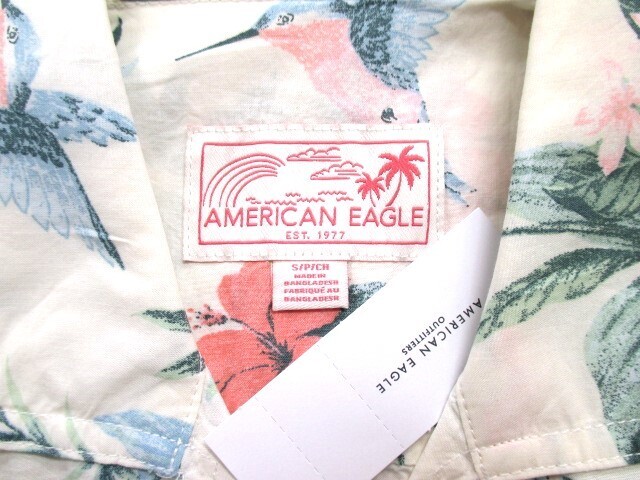 AMERICAN EAGLE
EST. 1977
S/P/CH
MADE IN
BANGLADESH
FABRIQUÉ AU
BANGLADESH
AMERICAN EAGLE
OUTFITTERS